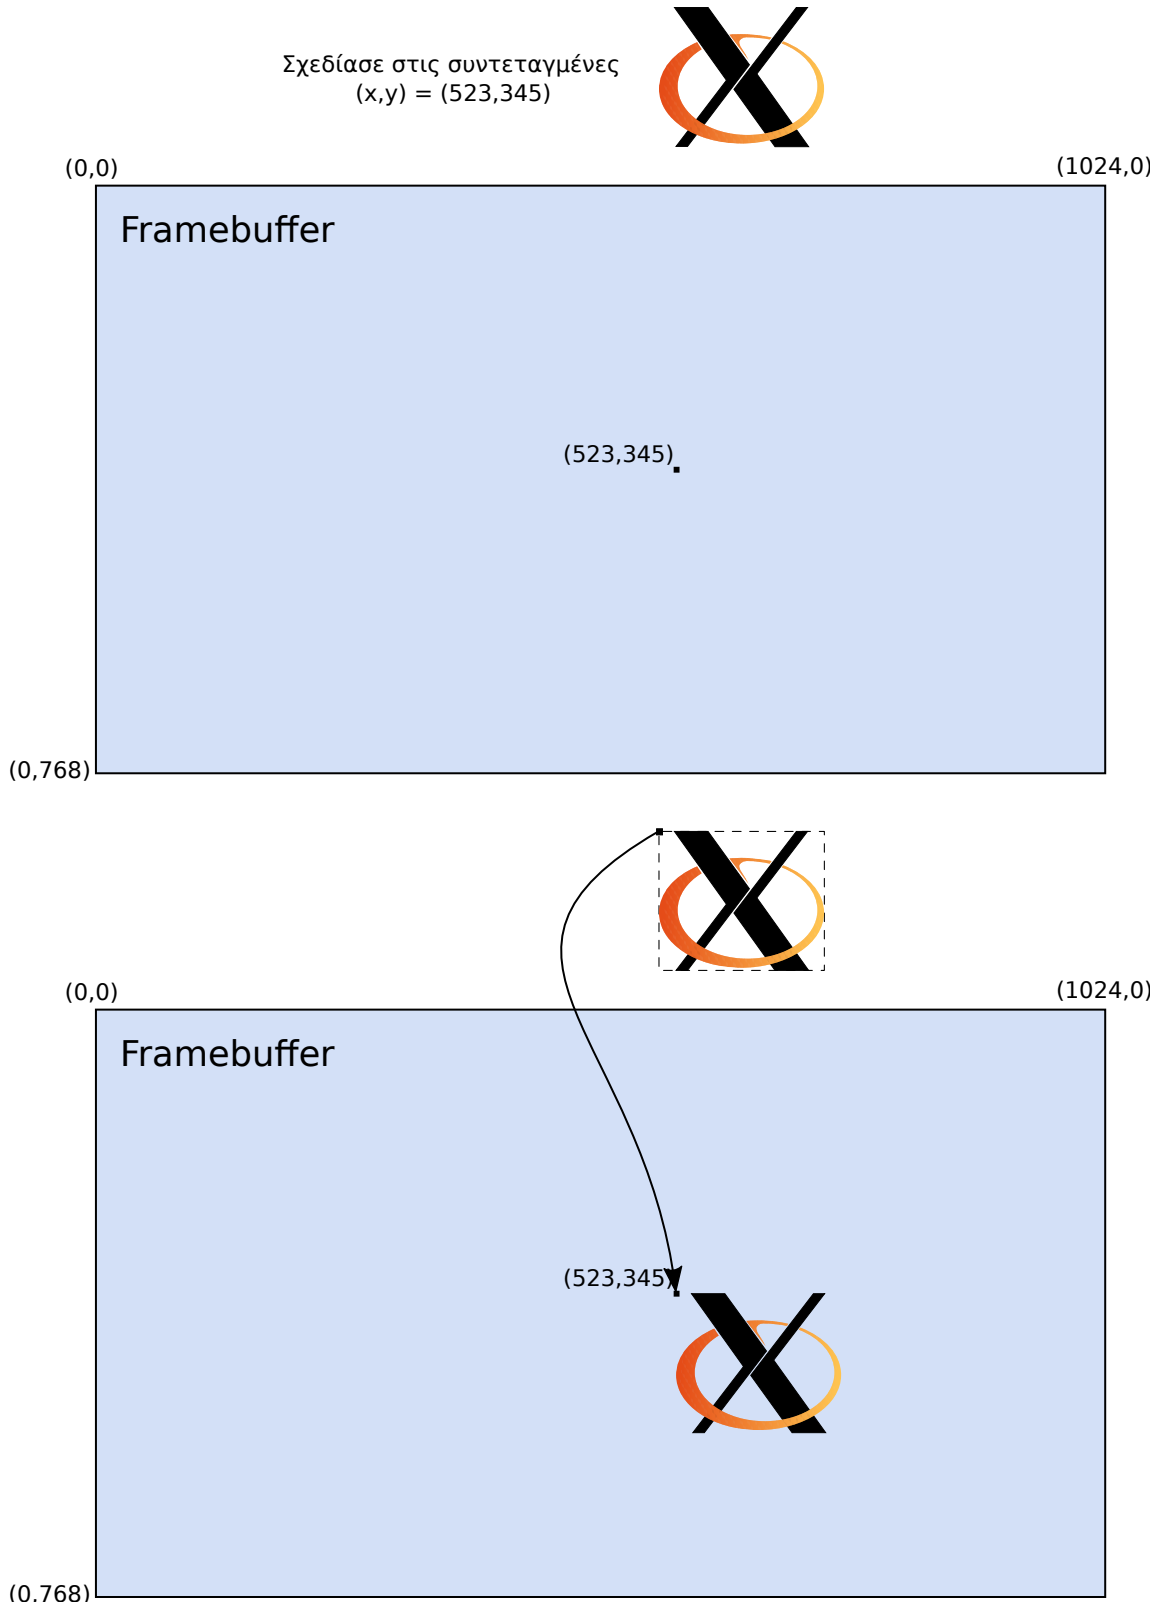 Σχεδίασε στις συντεταγμένες
(x,y) = (523,345)
(0,0)
(1024,0)
Framebuffer
(523,345)
(0,768)
(0,0)
(1024,0)
Framebuffer
(523,345)
(0,768)